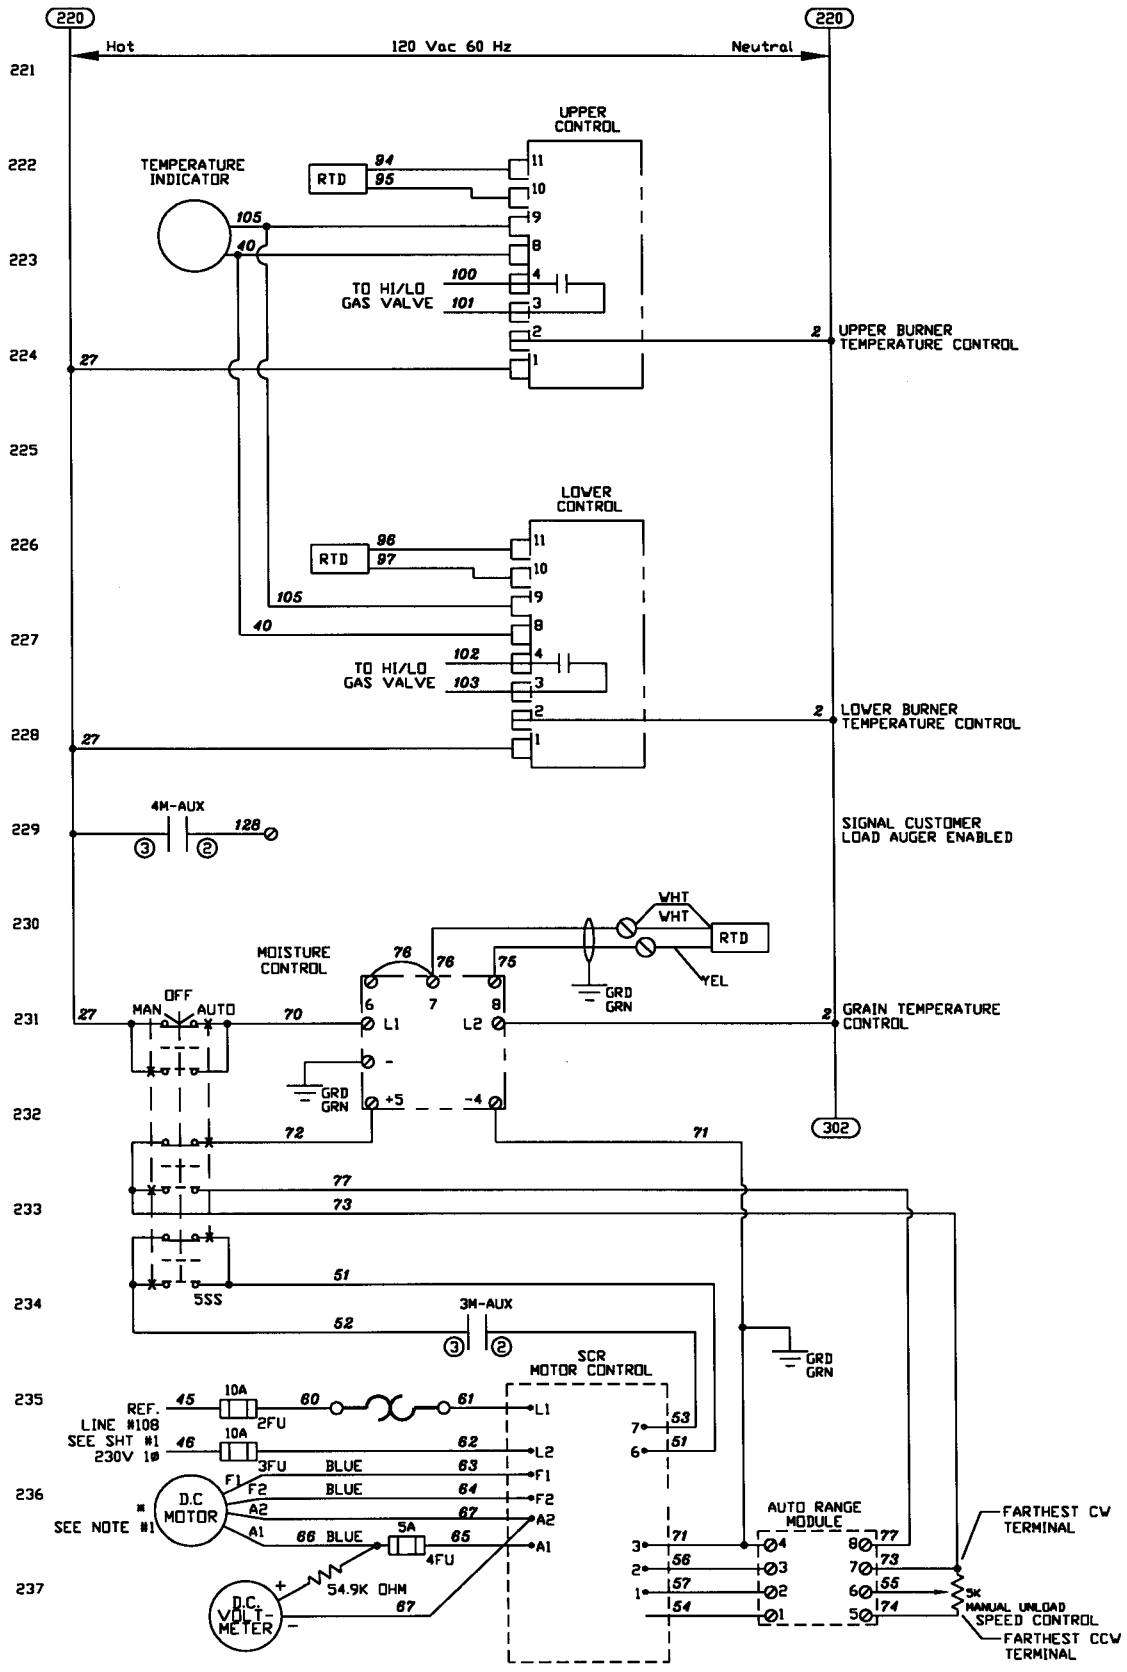 220
220
Hot
120 Vac 60 Hz
Neutral
221
UPPER
CONTROL
222
TEMPERATURE
INDICATOR
RTD
94
95
11
10
105
9
223
40
8
TO HI/LO
GAS VALVE
100
101
4
3
2
2
UPPER BURNER
TEMPERATURE CONTROL
224
27
1
225
LOWER
CONTROL
226
RTD
96
97
11
10
105
9
227
40
8
TO HI/LO
GAS VALVE
102
103
4
3
2
2
LOWER BURNER
TEMPERATURE CONTROL
228
27
1
229
4M-AUX
128
3
2
SIGNAL CUSTOMER
LOAD AUGER ENABLED
230
WHT
WHT
RTD
YEL
MOISTURE
CONTROL
76
76
75
GRD
GRN
6
7
8
231
27
MAN
OFF
AUTO
70
L1
L2
2
GRAIN TEMPERATURE
CONTROL
-
GRD
GRN
232
+5
-4
72
71
302
77
233
73
51
5SS
234
52
3M-AUX
3
2
GRD
GRN
SCR
MOTOR CONTROL
235
REF.
LINE #108
SEE SHT #1
230V 1ø
45
10A
2FU
60
61
L1
7
53
6
51
46
10A
3FU
62
L2
F1
BLUE
63
F1
236
*
SEE NOTE #1
D.C
MOTOR
F2
BLUE
64
F2
A2
67
A2
A1
66 BLUE
5A
4FU
65
A1
AUTO RANGE
MODULE
FARTHEST CW
TERMINAL
3
71
4
8
77
2
56
3
7
73
237
1
57
2
6
55
5K
MANUAL UNLOAD
SPEED CONTROL
54
1
5
74
FARTHEST CCW
TERMINAL
54.9K OHM
+
D.C.
VOLT-
METER
-
67